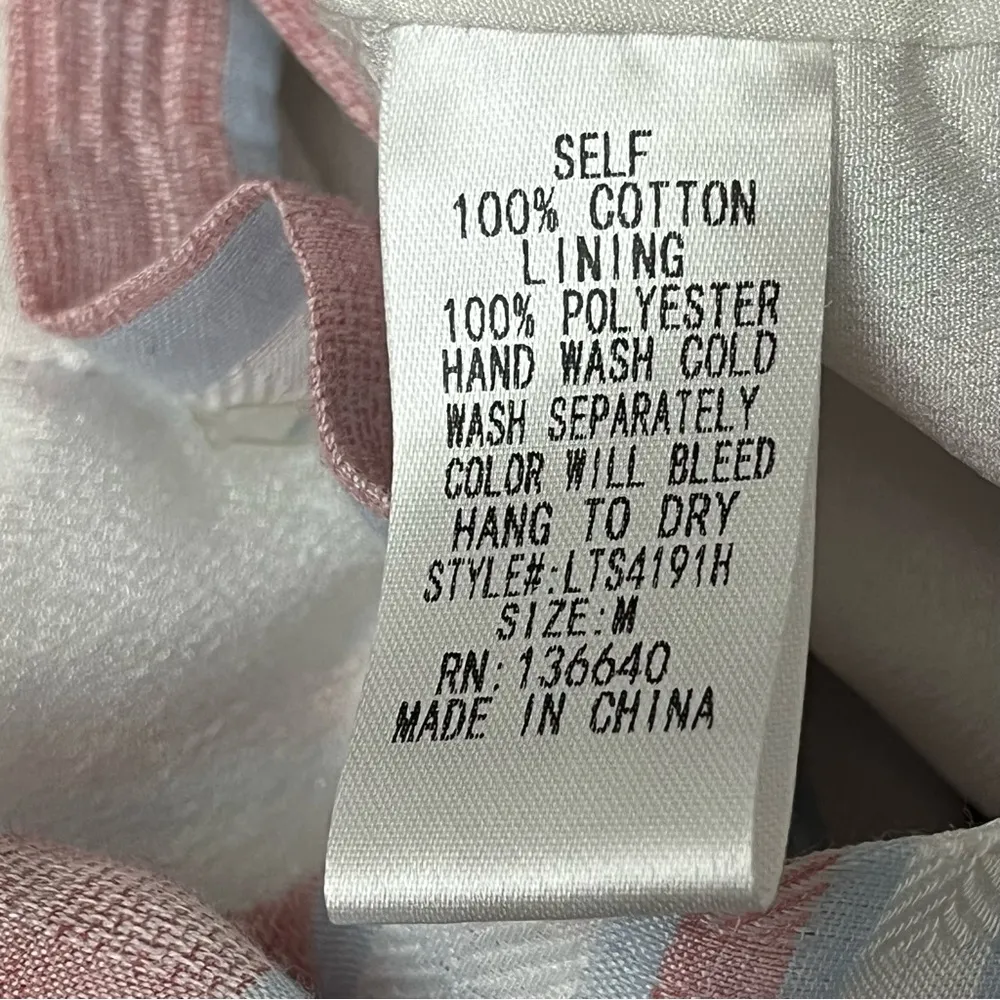 SELF
100% COTTON
LINING
100% POLYESTER
HAND WASH COLD
WASH SEPARATELY
COLOR WILL BLEED
HANG TO DRY
STYLE#:LTS4191H
SIZE:M
RN:136640
MADE IN CHINA